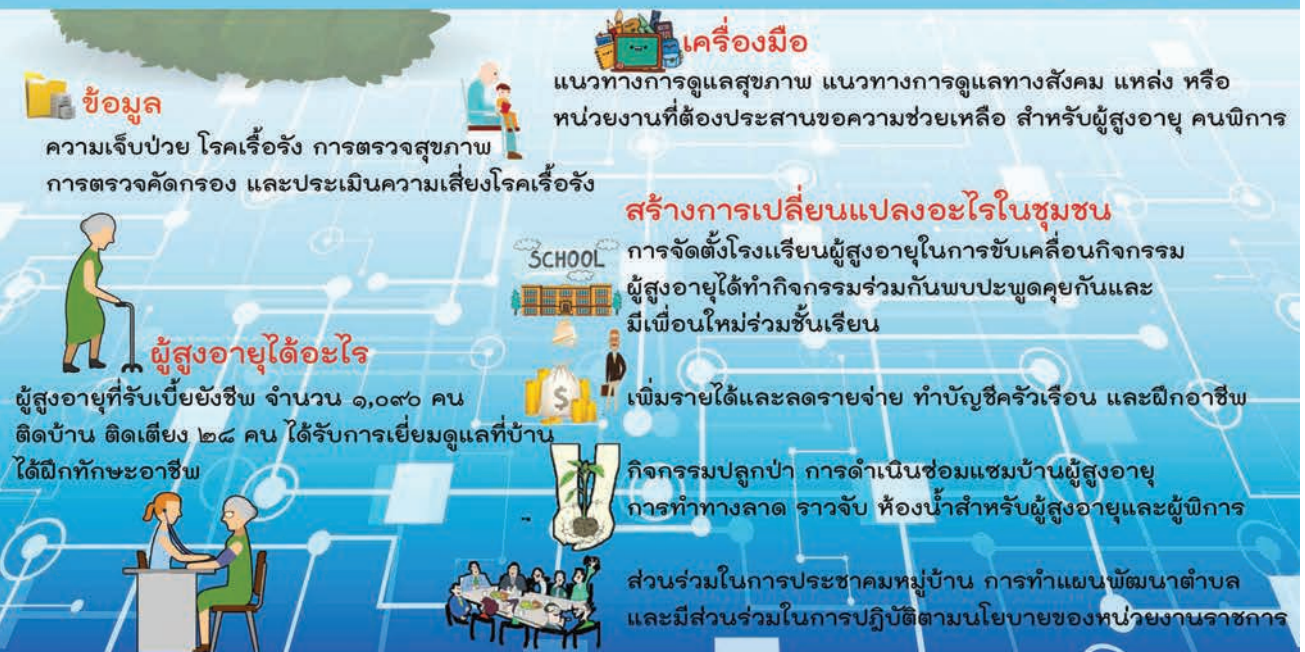 ข้อมูล
ความเจ็บป่วย โรคเรื้อรัง การตรวจสุขภาพ
การตรวจคัดกรอง และประเมินความเสี่ยงโรคเรื้อรัง
ผู้สูงอายุได้อะไร
ผู้สูงอายุที่รับเบี้ยยังชีพ จำนวน ๑,๐๙๐ คน
ติดบ้าน ติดเตียง ๒๘ คน ได้รับการเยี่ยมดูแลที่บ้าน
ได้ฝึกทักษะอาชีพ
เครื่องมือ
แนวทางการดูแลสุขภาพ แนวทางการดูแลทางสังคม แหล่ง หรือ
หน่วยงานที่ต้องประสานขอความช่วยเหลือ สำหรับผู้สูงอายุ คนพิการ
สร้างการเปลี่ยนแปลงอะไรในชุมชน
SCHOOL
การจัดตั้งโรงเเรียนผู้สูงอายุในการขับเคลื่อนกิจกรรม
ผู้สูงอายุได้ทำกิจกรรมร่วมกันพบปะพูดคุยกันและ
มีเพื่อนใหม่ร่วมชั้นเรียน
$
เพิ่มรายได้และลดรายจ่าย ทำบัญชีครัวเรือน และฝึกอาชีพ
กิจกรรมปลูกป่า การดำเนินซ่อมแซมบ้านผู้สูงอายุ
การทำทางลาด ราวจับ ห้องน้ำสำหรับผู้สูงอายุและผู้พิการ
ส่วนร่วมในการประชาคมหมู่บ้าน การทำแผนพัฒนาตำบล
และมีส่วนร่วมในการปฏิบัติตามนโยบายของหน่วยงานราชการ